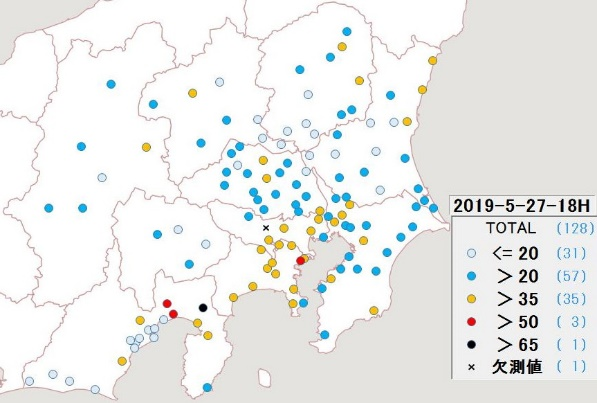 2019-5-27-18H
TOTAL (128)
<= 20 (31)
> 20 (57)
> 35 (35)
> 50 ( 3)
> 65 ( 1)
× 欠測値 ( 1)